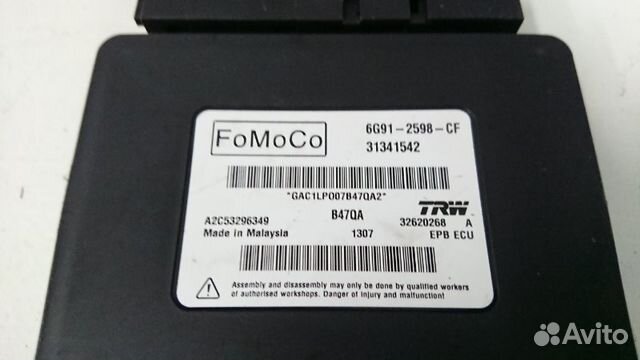 FoMoCo
6G91-2598-CF
31341542
*GAC1LP007B47QA2*
A2C53296349
B47QA
TRW
Made in Malaysia
1307
32620268 A
EPB ECU
Assembly and disassembly may only be done by qualified workers
of authorised workshops. Danger of injury and malfunction!
Avito